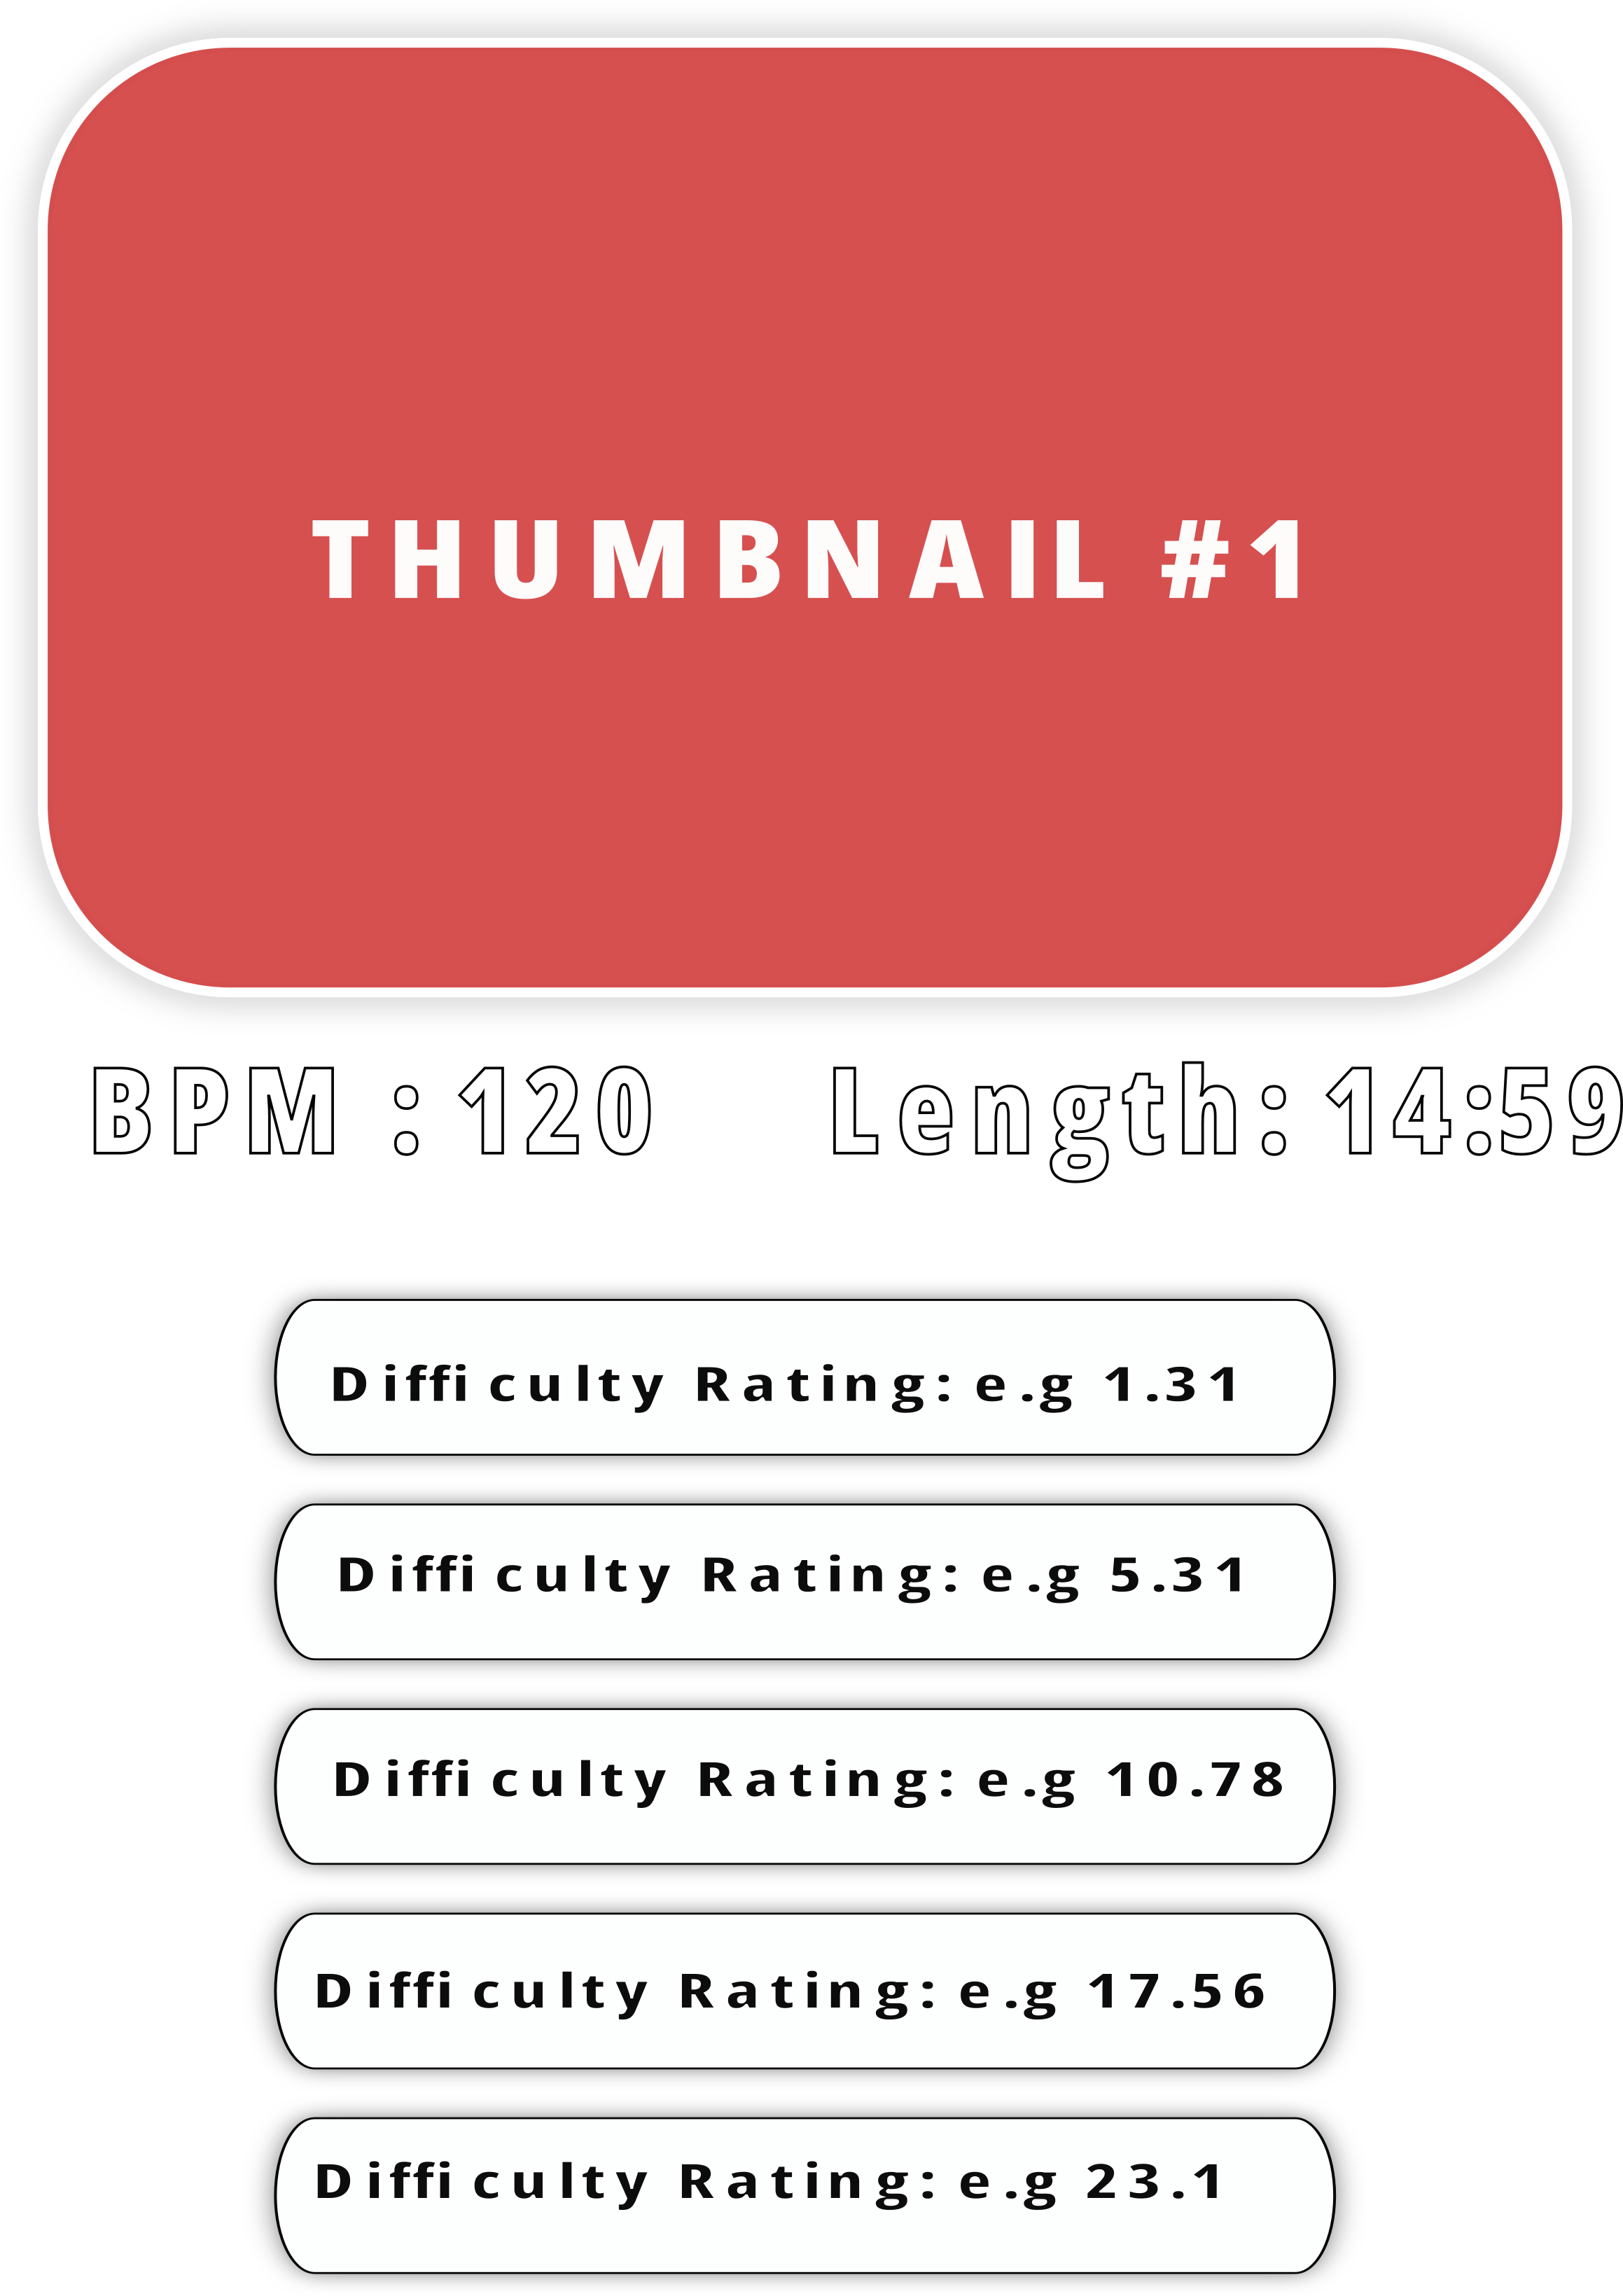 THUMBNAIL #1
BPM : 120 Length: 14:59
Difficulty Rating: e.g 1.31
Difficulty Rating: e.g 5.31
Difficulty Rating: e.g 10.78
Difficulty Rating: e.g 17.56
Difficulty Rating: e.g 23.1